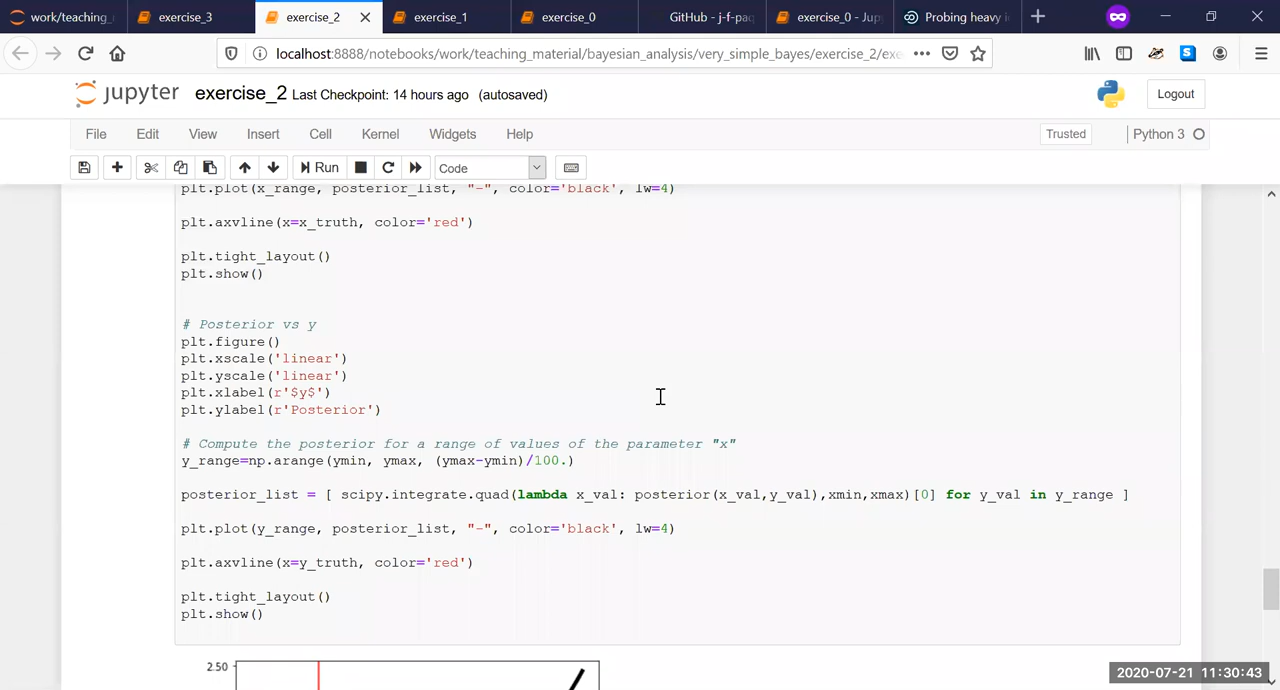 work/teaching_
exercise_3
exercise_2
exercise_1
exercise_0
GitHub - j-f-paq
exercise_0 - Jup
Probing heavy i
localhost:8888/notebooks/work/teaching_material/bayesian_analysis/very_simple_bayes/exercise_2/exe
jupyter exercise_2 Last Checkpoint: 14 hours ago (autosaved)
Logout
File Edit View Insert Cell Kernel Widgets Help
Trusted
Python 3
Run
Code
plt.plot(x_range, posterior_list, "-", color='black', lw=4)
plt.axvline(x=x_truth, color='red')
plt.tight_layout()
plt.show()
# Posterior vs y
plt.figure()
plt.xscale('linear')
plt.yscale('linear')
plt.xlabel(r'$y$')
plt.ylabel(r'Posterior')
# Compute the posterior for a range of values of the parameter "x"
y_range=np.arange(ymin, ymax, (ymax-ymin)/100.)
posterior_list = [ scipy.integrate.quad(lambda x_val: posterior(x_val,y_val),xmin,xmax)[0] for y_val in y_range ]
plt.plot(y_range, posterior_list, "-", color='black', lw=4)
plt.axvline(x=y_truth, color='red')
plt.tight_layout()
plt.show()
2.50
2020-07-21 11:30:43